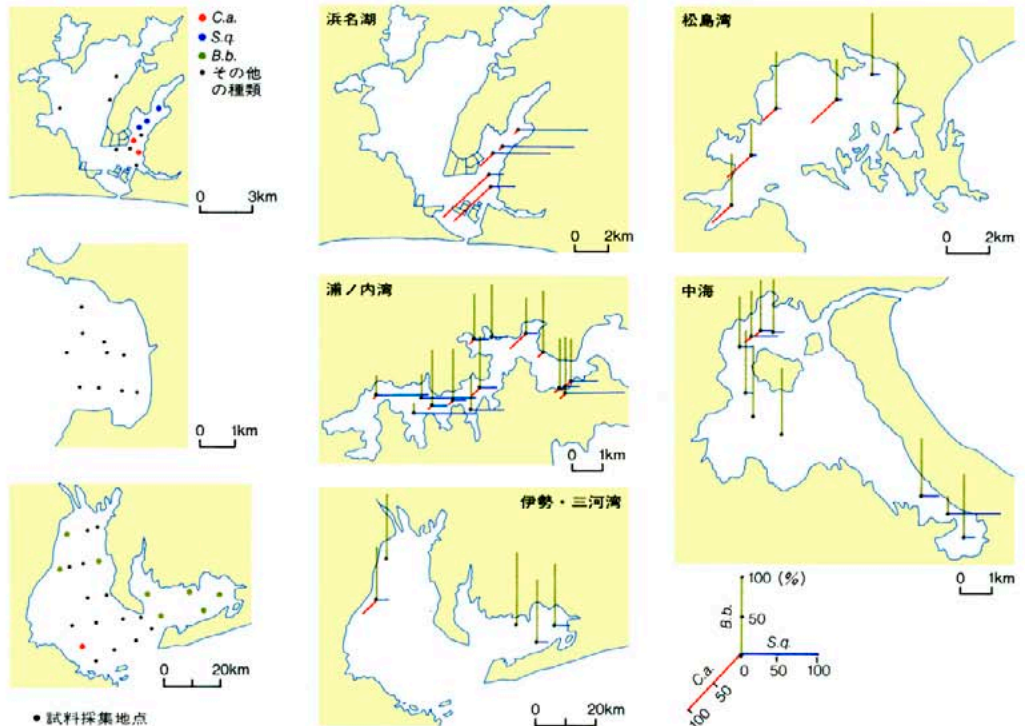 C.a.
S.q.
B.b.
その他
の種類
0 3km
0 1km
0 20km
試料採集地点
浜名湖
0 2km
浦ノ内湾
0 1km
伊勢・三河湾
0 20km
松島湾
0 2km
中海
0 1km
100 (%)
B.b.
50
S.q.
0 50 100
C.a.
50
100